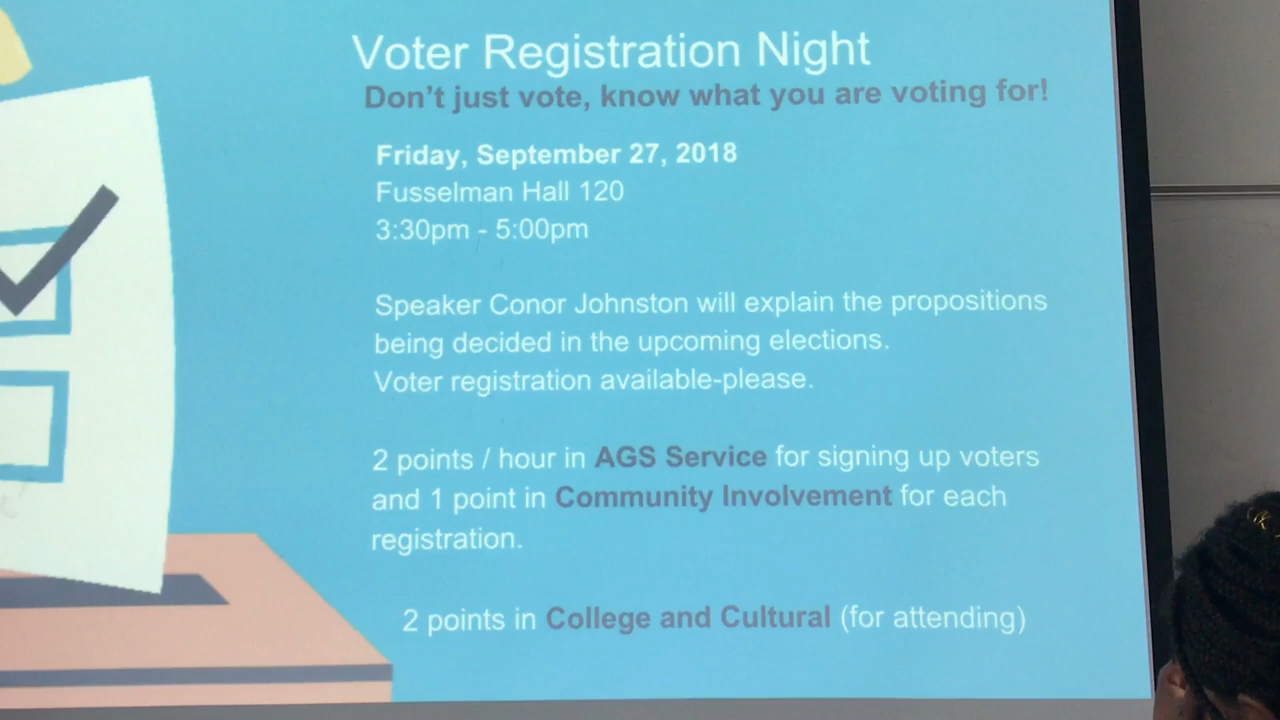 Voter Registration Night
Don't just vote, know what you are voting for!
Friday, September 27, 2018
Fusselman Hall 120
3:30pm - 5:00pm
Speaker Conor Johnston will explain the propositions
being decided in the upcoming elections.
Voter registration available-please.
2 points / hour in AGS Service for signing up voters
and 1 point in Community Involvement for each
registration.
2 points in College and Cultural (for attending)